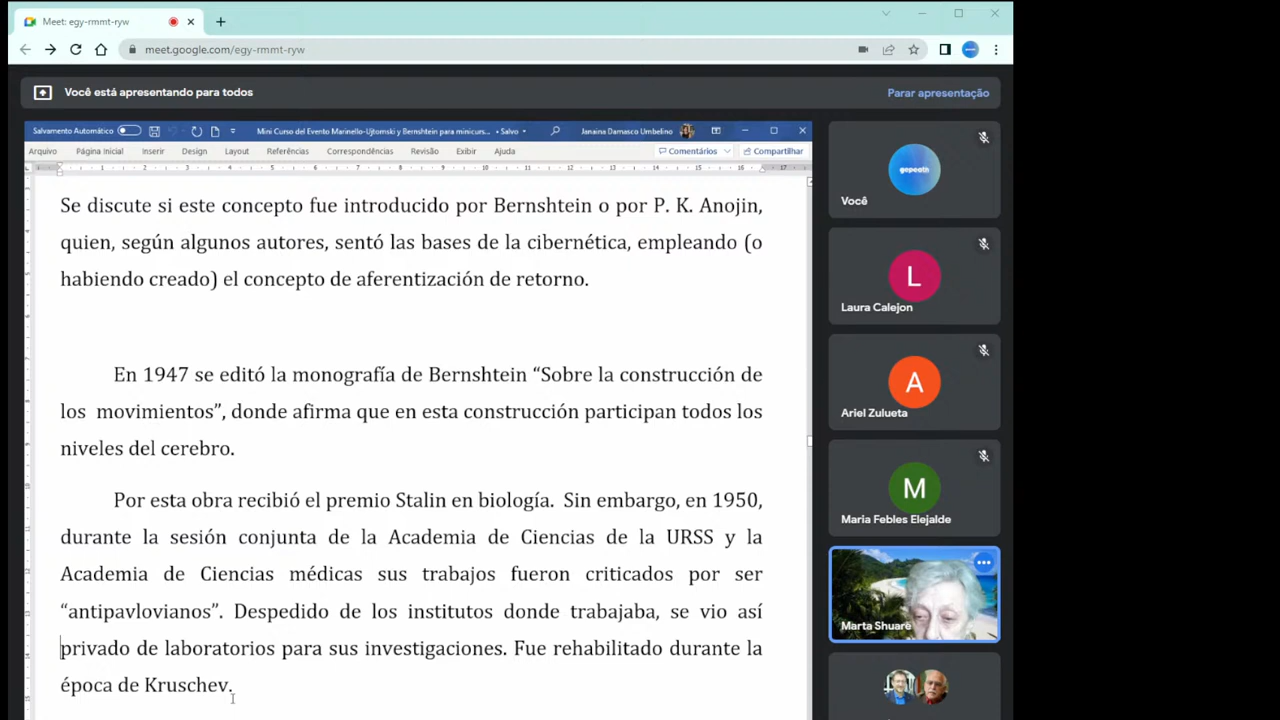 Meet: egy-rmmt-ryw
meet.google.com/egy-rmmt-ryw
Você está apresentando para todos
Parar apresentação
Salvamento Automático
Mini Curso del Evento Marinello-Ujtomski y Bernshtein para minicurs... • Salvo
Janaina Damasco Umbelino
Arquivo Página Inicial Inserir Design Layout Referências Correspondências Revisão Exibir Ajuda
Comentários Compartilhar
Se discute si este concepto fue introducido por Bernshtein o por P. K. Anojin,
quien, según algunos autores, sentó las bases de la cibernética, empleando (o
habiendo creado) el concepto de aferentización de retorno.
En 1947 se editó la monografía de Bernshtein “Sobre la construcción de
los movimientos”, donde afirma que en esta construcción participan todos los
niveles del cerebro.
Por esta obra recibió el premio Stalin en biología. Sin embargo, en 1950,
durante la sesión conjunta de la Academia de Ciencias de la URSS y la
Academia de Ciencias médicas sus trabajos fueron criticados por ser
“antipavlovianos”. Despedido de los institutos donde trabajaba, se vio así
privado de laboratorios para sus investigaciones. Fue rehabilitado durante la
época de Kruschev.
gepeoth
Você
L
Laura Calejon
A
Ariel Zulueta
M
Maria Febles Elejalde
Marta Shuare